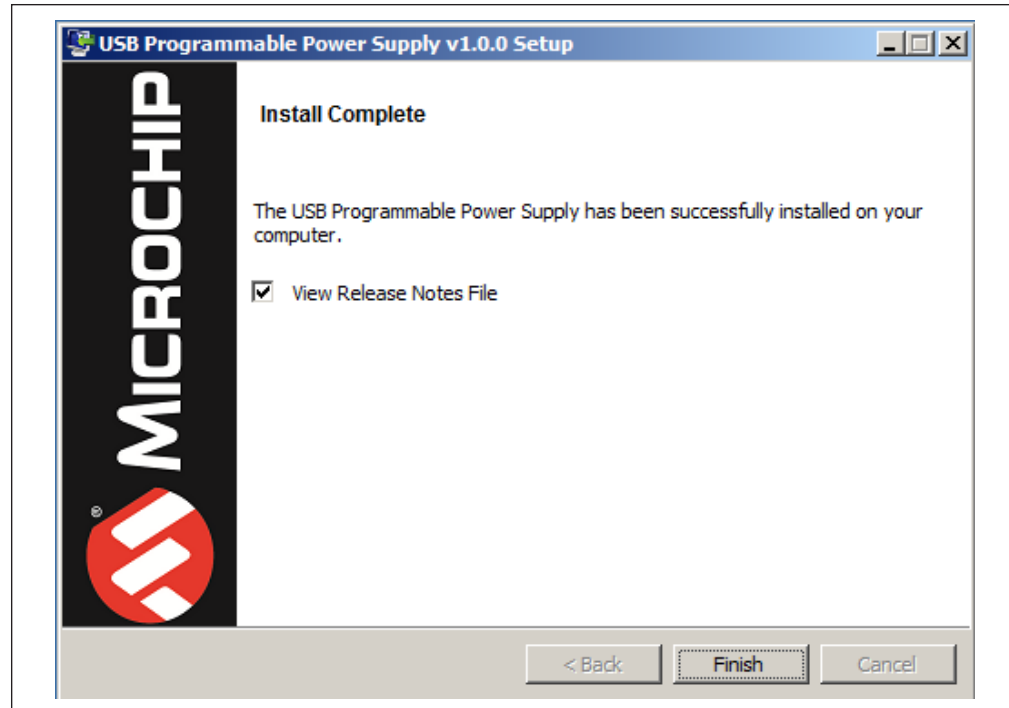 USB Programmable Power Supply v1.0.0 Setup
MICROCHIP
®
Install Complete
The USB Programmable Power Supply has been successfully installed on your
computer.
View Release Notes File
< Back
Finish
Cancel